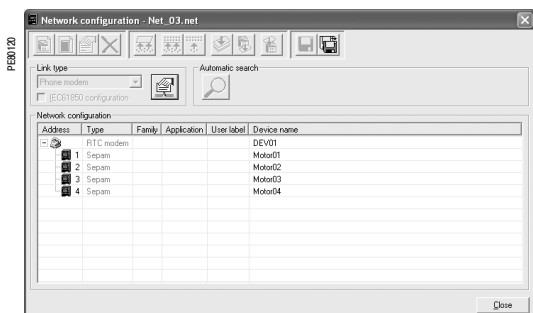 PE80120
Network configuration - Net_03.net
Link type
Automatic search
Phone modem
IEC61850 configuration
Network configuration
Address Type Family Application User label Device name
RTC modem DEV01
1 Sepam Motor01
2 Sepam Motor02
3 Sepam Motor03
4 Sepam Motor04
Close